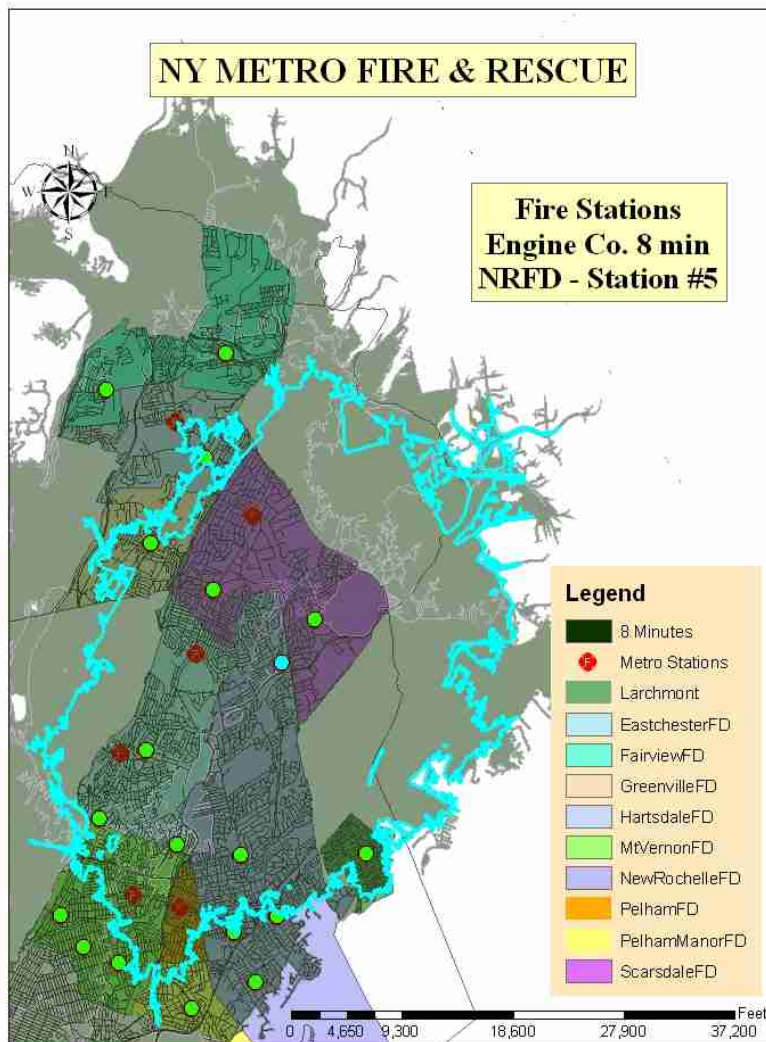 NY METRO FIRE & RESCUE
N
W E
S
Fire Stations
Engine Co. 8 min
NRFD - Station #5
Legend
8 Minutes
F Metro Stations
Larchmont
EastchesterFD
FairviewFD
GreenvilleFD
HartsdaleFD
MtVernonFD
NewRochelleFD
PelhamFD
PelhamManorFD
ScarsdaleFD
Feet
0 4,650 9,300 18,600 27,900 37,200